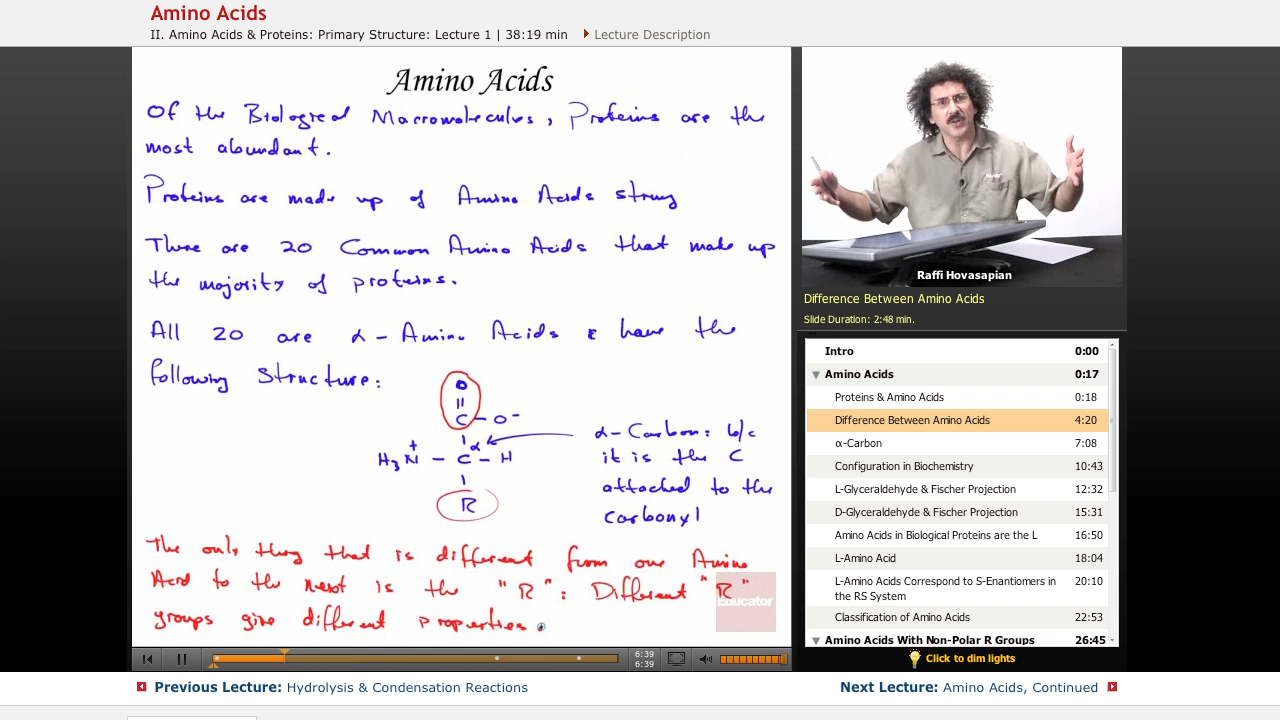 Amino Acids
II. Amino Acids & Proteins: Primary Structure: Lecture 1 | 38:19 min Lecture Description
Amino Acids
Of the Biological Macromolecules, Proteins are the
most abundant.
Proteins are made up of Amino Acids strung
There are 20 Common Amino Acids that make up
the majority of proteins.
All 20 are α-Amino Acids & have the
following structure:
O
C-O-
α
H3N+ - C - H
R
α-Carbon: b/c
it is the C
attached to the
carbonyl
The only thing that is different from one Amino
Acid to the next is the "R": Different "R"
groups give different properties.
Educator
Raffi Hovasapian
Difference Between Amino Acids
Slide Duration: 2:48 min.
Intro 0:00
Amino Acids 0:17
Proteins & Amino Acids 0:18
Difference Between Amino Acids 4:20
α-Carbon 7:08
Configuration in Biochemistry 10:43
L-Glyceraldehyde & Fischer Projection 12:32
D-Glyceraldehyde & Fischer Projection 15:31
Amino Acids in Biological Proteins are the L 16:50
L-Amino Acid 18:04
L-Amino Acids Correspond to S-Enantiomers in 20:10
the RS System
Classification of Amino Acids 22:53
Amino Acids With Non-Polar R Groups 26:45
6:39
6:39
Click to dim lights
Previous Lecture: Hydrolysis & Condensation Reactions
Next Lecture: Amino Acids, Continued